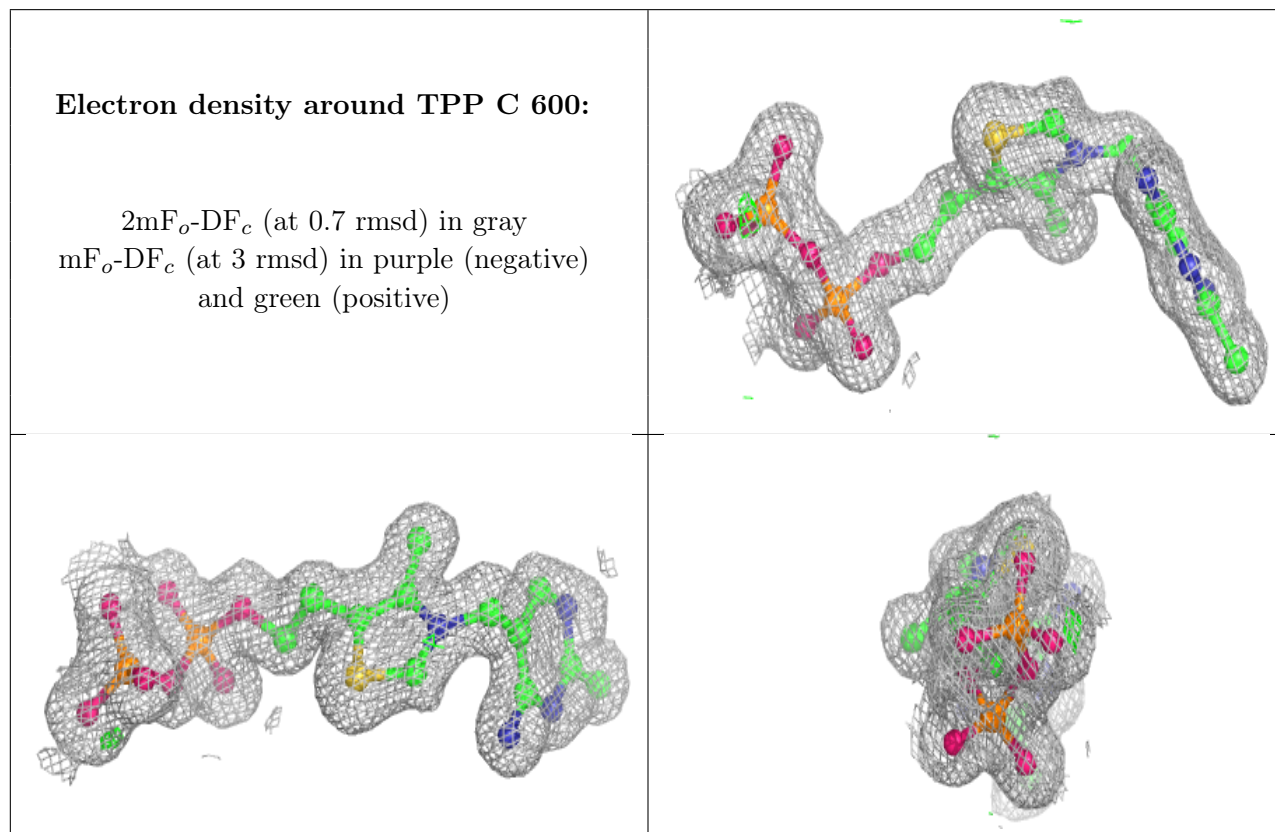 Electron density around TPP C 600:
2mFo-DFc (at 0.7 rmsd) in gray
mFo-DFc (at 3 rmsd) in purple (negative)
and green (positive)